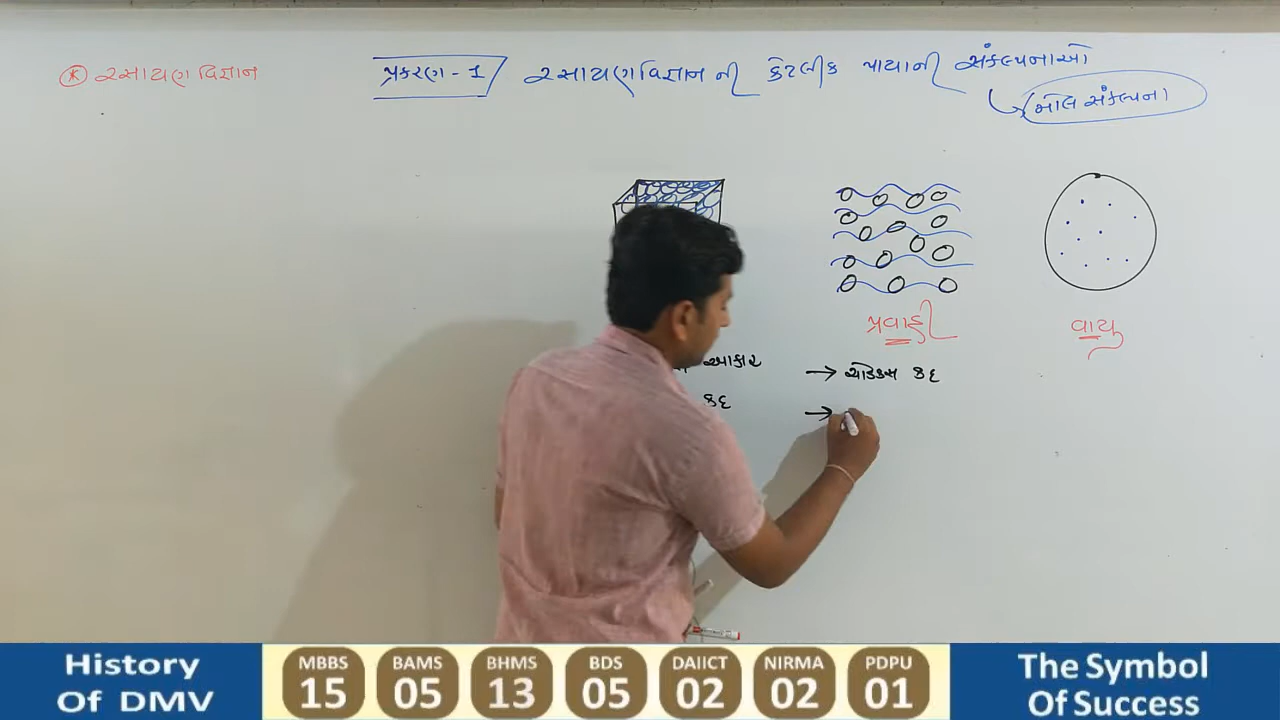 * રસાયણ વિજ્ઞાન
પ્રકરણ - 1 રસાયણવિજ્ઞાન ની કેટલીક પાયાની સંકલ્પનાઓ
મોલ સંકલ્પના
પ્રવાહી
વાયુ
આકાર → ચોક્કસ કદ
કદ →
History
Of DMV
MBBS
15
BAMS
05
BHMS
13
BDS
05
DAIICT
02
NIRMA
02
PDPU
01
The Symbol
Of Success